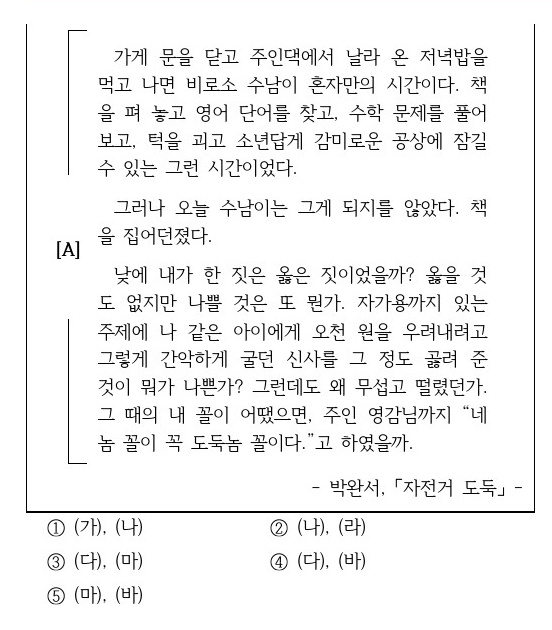 가게 문을 닫고 주인댁에서 날라 온 저녁밥을
먹고 나면 비로소 수남이 혼자만의 시간이다. 책
을 펴 놓고 영어 단어를 찾고, 수학 문제를 풀어
보고, 턱을 괴고 소년답게 감미로운 공상에 잠길
수 있는 그런 시간이었다.
그러나 오늘 수남이는 그게 되지를 않았다. 책
을 집어던졌다.
[A]
낮에 내가 한 짓은 옳은 짓이었을까? 옳을 것
도 없지만 나쁠 것은 또 뭔가. 자가용까지 있는
주제에 나 같은 아이에게 오천 원을 우려내려고
그렇게 간악하게 굴던 신사를 그 정도 곯려 준
것이 뭐가 나쁜가? 그런데도 왜 무섭고 떨렸던가.
그 때의 내 꼴이 어땠으면, 주인 영감님까지 “네
놈 꼴이 꼭 도둑놈 꼴이다.”고 하였을까.
- 박완서, ｢자전거 도둑｣ -
① (가), (나) ② (나), (라)
③ (다), (마) ④ (다), (바)
⑤ (마), (바)